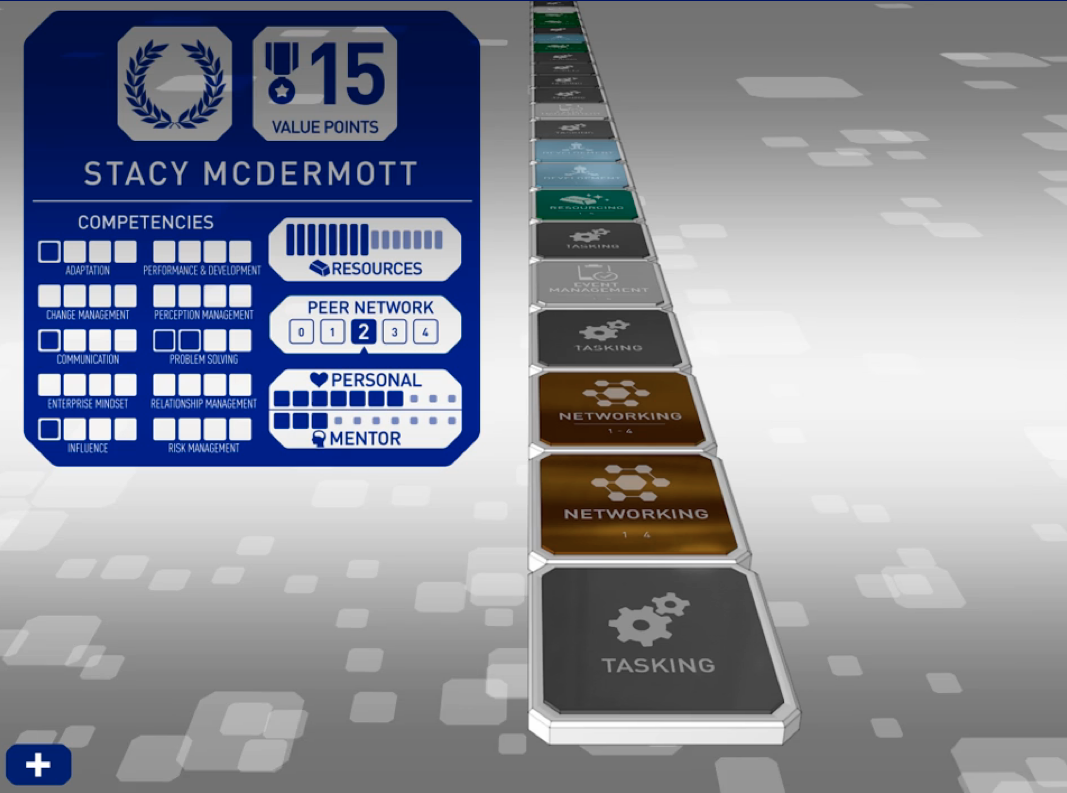 15
VALUE POINTS
STACY MCDERMOTT
COMPETENCIES
ADAPTATION
PERFORMANCE & DEVELOPMENT
CHANGE MANAGEMENT
PERCEPTION MANAGEMENT
COMMUNICATION
PROBLEM SOLVING
ENTERPRISE MINDSET
RELATIONSHIP MANAGEMENT
INFLUENCE
RISK MANAGEMENT
RESOURCES
PEER NETWORK
0 1 2 3 4
PERSONAL
MENTOR
RESOURCING
TASKING
EVENT
MANAGEMENT
TASKING
NETWORKING
1 - 4
NETWORKING
1 4
TASKING